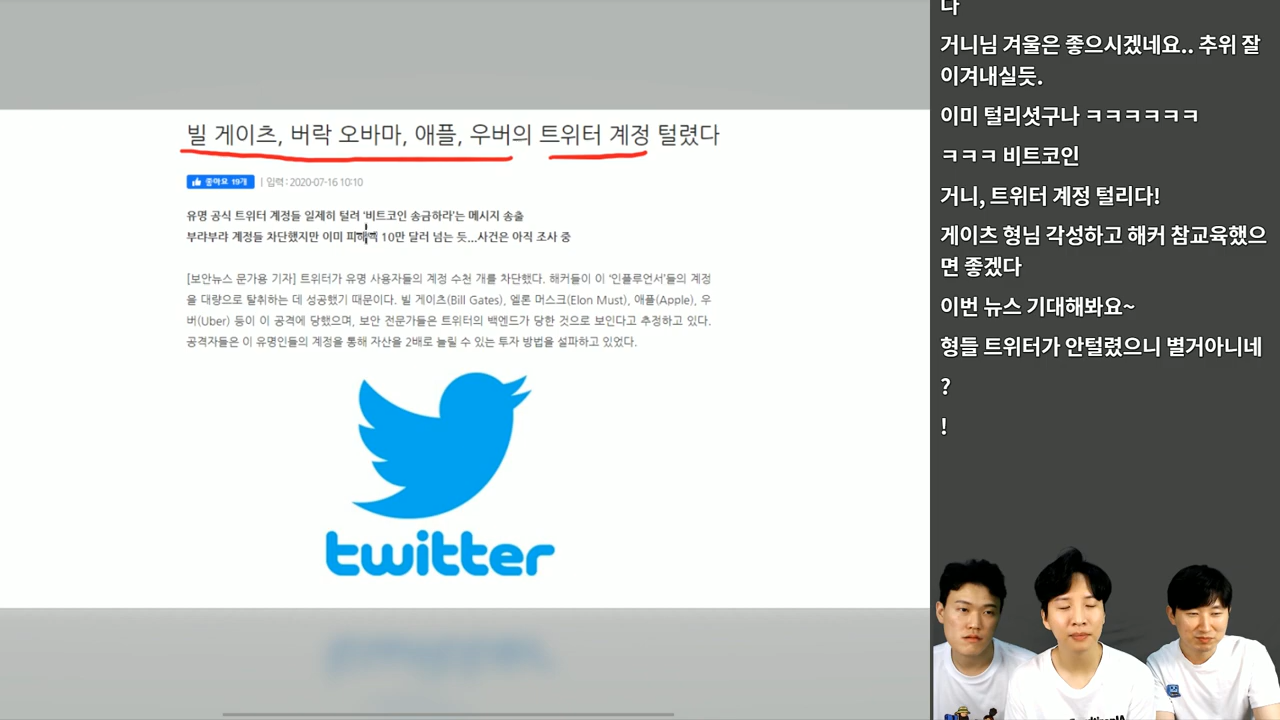 빌 게이츠, 버락 오바마, 애플, 우버의 트위터 계정 털렸다
좋아요 19개 | 입력 : 2020-07-16 10:10
유명 공식 트위터 계정들 일제히 털려 '비트코인 송금하라'는 메시지 송출
부랴부랴 계정들 차단했지만 이미 피해액 10만 달러 넘는 듯...사건은 아직 조사 중
[보안뉴스 문가용 기자] 트위터가 유명 사용자들의 계정 수천 개를 차단했다. 해커들이 이 '인플루언서'들의 계정
을 대량으로 탈취하는 데 성공했기 때문이다. 빌 게이츠(Bill Gates), 엘론 머스크(Elon Must), 애플(Apple), 우
버(Uber) 등이 이 공격에 당했으며, 보안 전문가들은 트위터의 백엔드가 당한 것으로 보인다고 추정하고 있다.
공격자들은 이 유명인들의 계정을 통해 자산을 2배로 늘릴 수 있는 투자 방법을 설파하고 있었다.
twitter
다
거니님 겨울은 좋으시겠네요.. 추위 잘
이겨내실듯.
이미 털리셧구나 ㅋㅋㅋㅋㅋㅋ
ㅋㅋㅋ 비트코인
거니, 트위터 계정 털리다!
게이츠 형님 각성하고 해커 참교육했으
면 좋겠다
이번 뉴스 기대해봐요~
형들 트위터가 안털렸으니 별거아니네
?
!